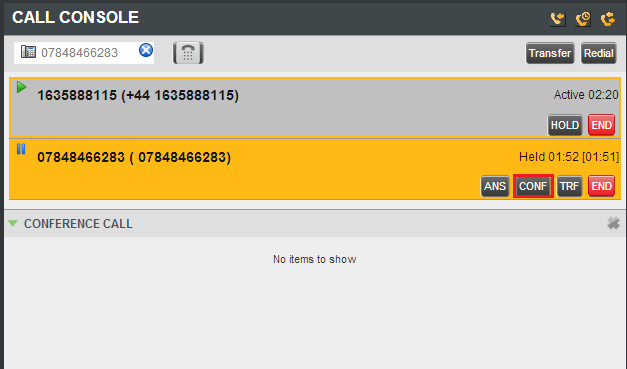 CALL CONSOLE
07848466283 Transfer Redial
1635888115 (+44 1635888115) Active 02:20
HOLD END
07848466283 ( 07848466283) Held 01:52 [01:51]
ANS CONF TRF END
CONFERENCE CALL
No items to show